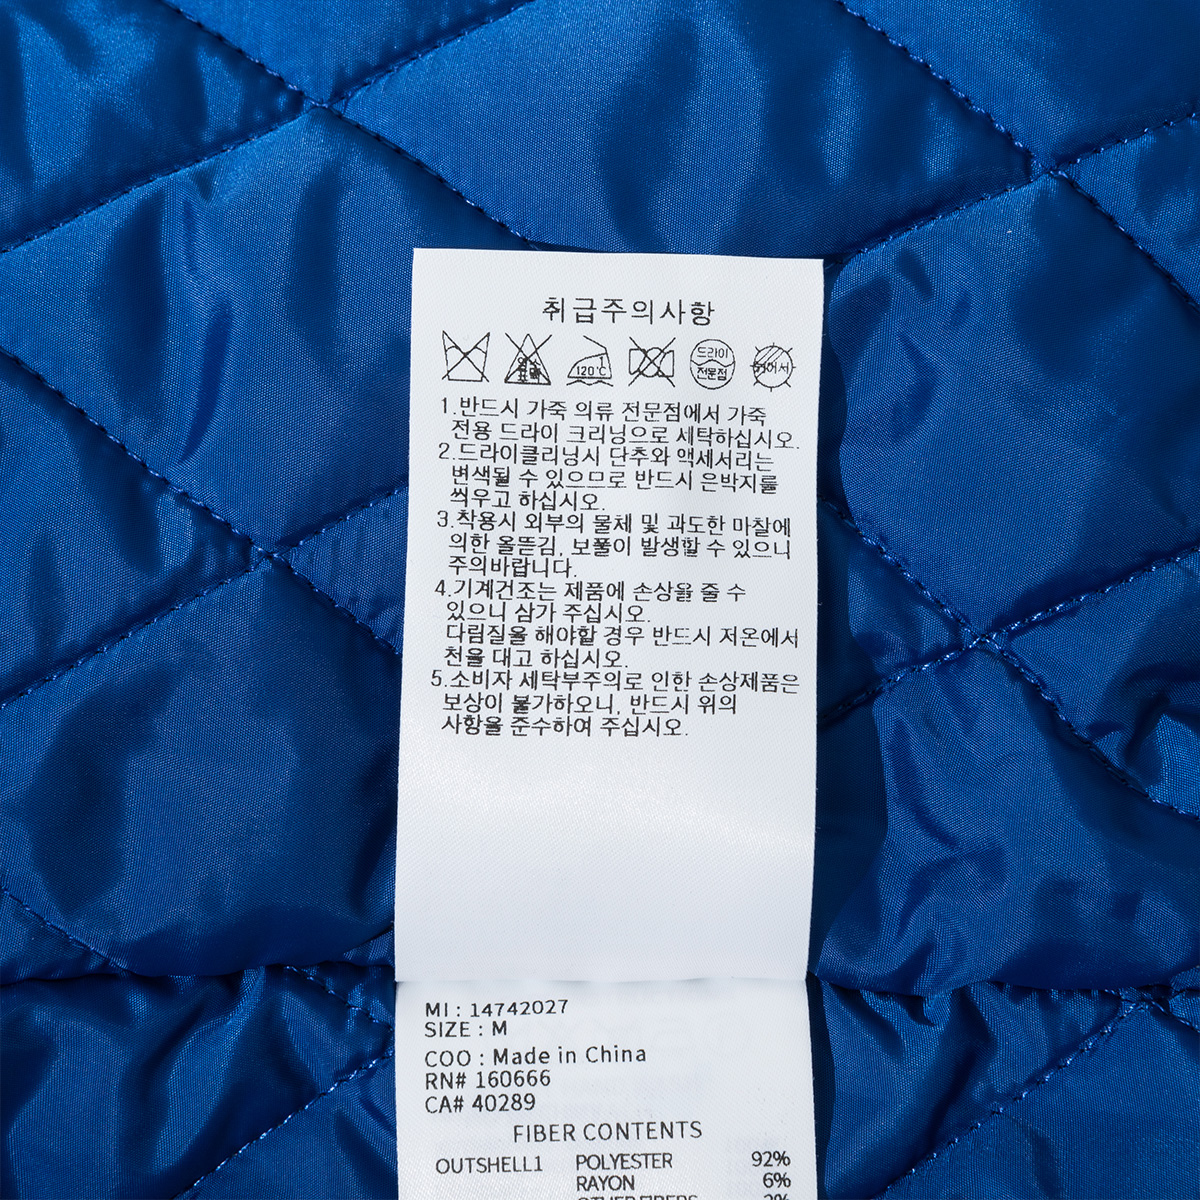 취급주의사항
염소
표백
120℃
드라이
전문점
뉘어서
1.반드시 가죽 의류 전문점에서 가죽
전용 드라이 크리닝으로 세탁하십시오.
2.드라이클리닝시 단추와 액세서리는
변색될 수 있으므로 반드시 은박지를
씌우고 하십시오.
3.착용시 외부의 물체 및 과도한 마찰에
의한 올뜯김, 보풀이 발생할 수 있으니
주의바랍니다.
4.기계건조는 제품에 손상을 줄 수
있으니 삼가 주십시오.
다림질을 해야할 경우 반드시 저온에서
천을 대고 하십시오.
5.소비자 세탁부주의로 인한 손상제품은
보상이 불가하오니, 반드시 위의
사항을 준수하여 주십시오.
MI : 14742027
SIZE : M
COO : Made in China
RN# 160666
CA# 40289
FIBER CONTENTS
OUTSHELL1 POLYESTER 92%
RAYON 6%
OTHER FIBERS 2%